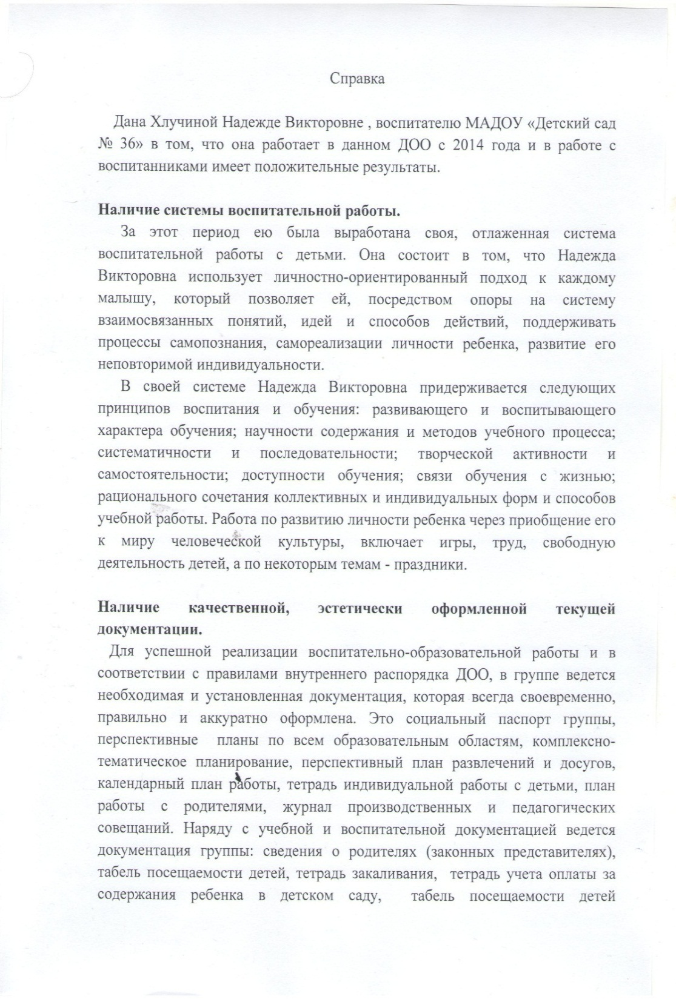 Справка
Дана Хлучиной Надежде Викторовне , воспитателю МАДОУ «Детский сад
№ 36» в том, что она работает в данном ДОО с 2014 года и в работе с
воспитанниками имеет положительные результаты.
Наличие системы воспитательной работы.
За этот период ею была выработана своя, отлаженная система
воспитательной работы с детьми. Она состоит в том, что Надежда
Викторовна использует личностно-ориентированный подход к каждому
малышу, который позволяет ей, посредством опоры на систему
взаимосвязанных понятий, идей и способов действий, поддерживать
процессы самопознания, самореализации личности ребенка, развитие его
неповторимой индивидуальности.
В своей системе Надежда Викторовна придерживается следующих
принципов воспитания и обучения: развивающего и воспитывающего
характера обучения; научности содержания и методов учебного процесса;
систематичности и последовательности; творческой активности и
самостоятельности; доступности обучения; связи обучения с жизнью;
рационального сочетания коллективных и индивидуальных форм и способов
учебной работы. Работа по развитию личности ребенка через приобщение его
к миру человеческой культуры, включает игры, труд, свободную
деятельность детей, а по некоторым темам - праздники.
Наличие качественной, эстетически оформленной текущей
документации.
Для успешной реализации воспитательно-образовательной работы и в
соответствии с правилами внутреннего распорядка ДОО, в группе ведется
необходимая и установленная документация, которая всегда своевременно,
правильно и аккуратно оформлена. Это социальный паспорт группы,
перспективные планы по всем образовательным областям, комплексно-
тематическое планирование, перспективный план развлечений и досугов,
календарный план работы, тетрадь индивидуальной работы с детьми, план
работы с родителями, журнал производственных и педагогических
совещаний. Наряду с учебной и воспитательной документацией ведется
документация группы: сведения о родителях (законных представителях),
табель посещаемости детей, тетрадь закаливания, тетрадь учета оплаты за
содержания ребенка в детском саду, табель посещаемости детей